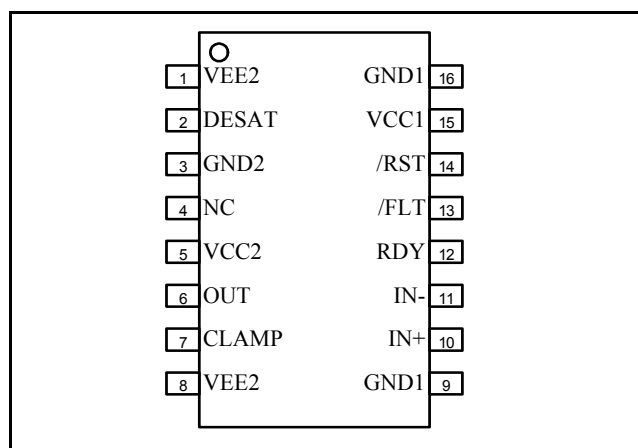 1 VEE2 GND1 16
2 DESAT VCC1 15
3 GND2 /RST 14
4 NC /FLT 13
5 VCC2 RDY 12
6 OUT IN- 11
7 CLAMP IN+ 10
8 VEE2 GND1 9